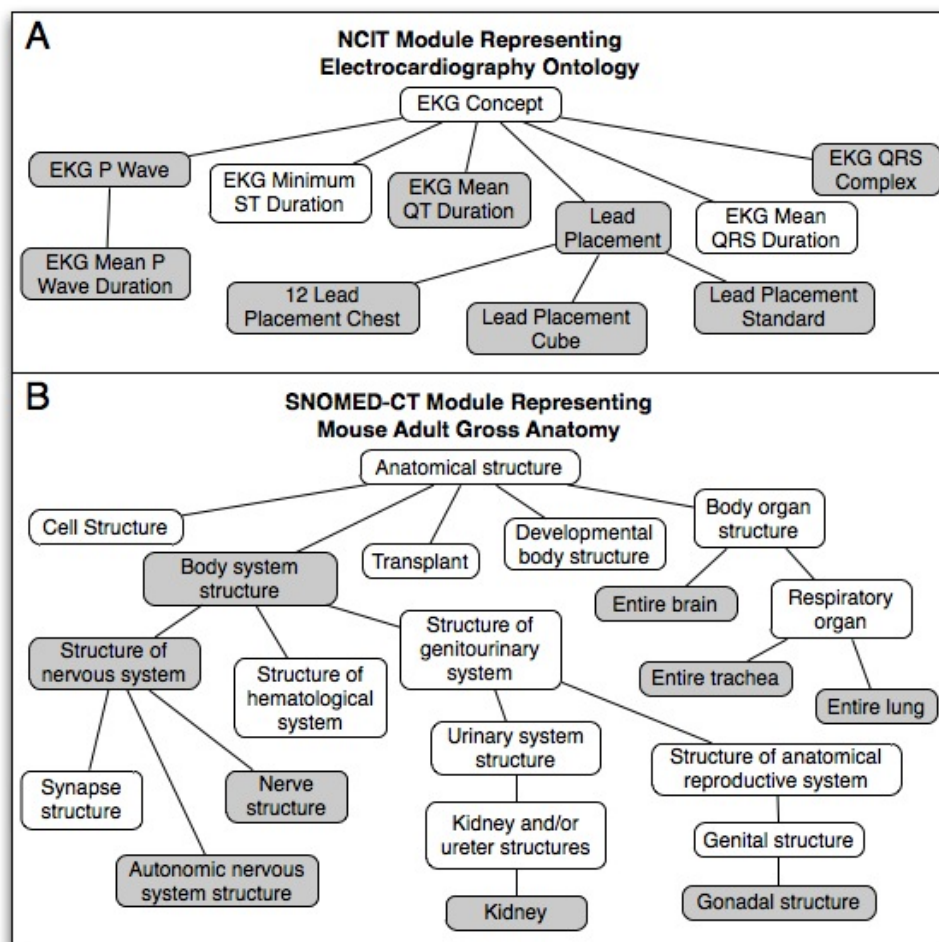 A
NCIT Module Representing
Electrocardiography Ontology
EKG Concept
EKG P Wave
EKG Minimum
ST Duration
EKG Mean
QT Duration
Lead
Placement
EKG Mean
QRS Duration
EKG QRS
Complex
EKG Mean P
Wave Duration
12 Lead
Placement Chest
Lead Placement
Cube
Lead Placement
Standard
B
SNOMED-CT Module Representing
Mouse Adult Gross Anatomy
Anatomical structure
Cell Structure
Body system
structure
Transplant
Developmental
body structure
Body organ
structure
Entire brain
Respiratory
organ
Structure of
nervous system
Structure of
hematological
system
Structure of
genitourinary
system
Entire trachea
Entire lung
Synapse
structure
Nerve
structure
Autonomic nervous
system structure
Urinary system
structure
Structure of anatomical
reproductive system
Kidney and/or
ureter structures
Genital structure
Kidney
Gonadal structure